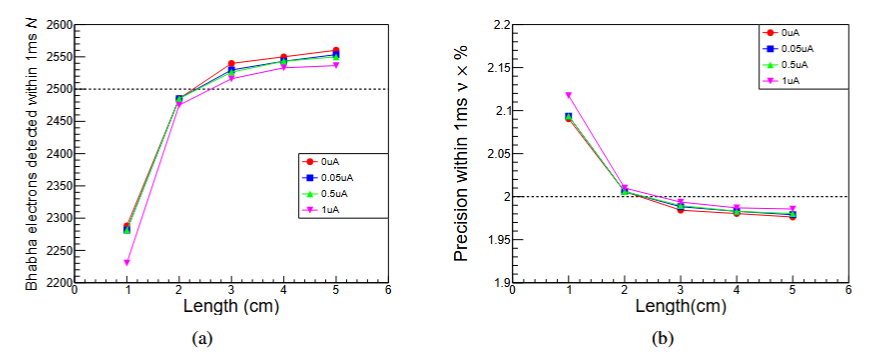 Bhabha electrons detected within 1ms N
2600
2550
2500
2450
2400
2350
2300
2250
2200
0 1 2 3 4 5 6
Length (cm)
0uA
0.05uA
0.5uA
1uA
(a)
Precision within 1ms ν × %
2.2
2.15
2.1
2.05
2
1.95
1.9
0 1 2 3 4 5 6
Length(cm)
0uA
0.05uA
0.5uA
1uA
(b)